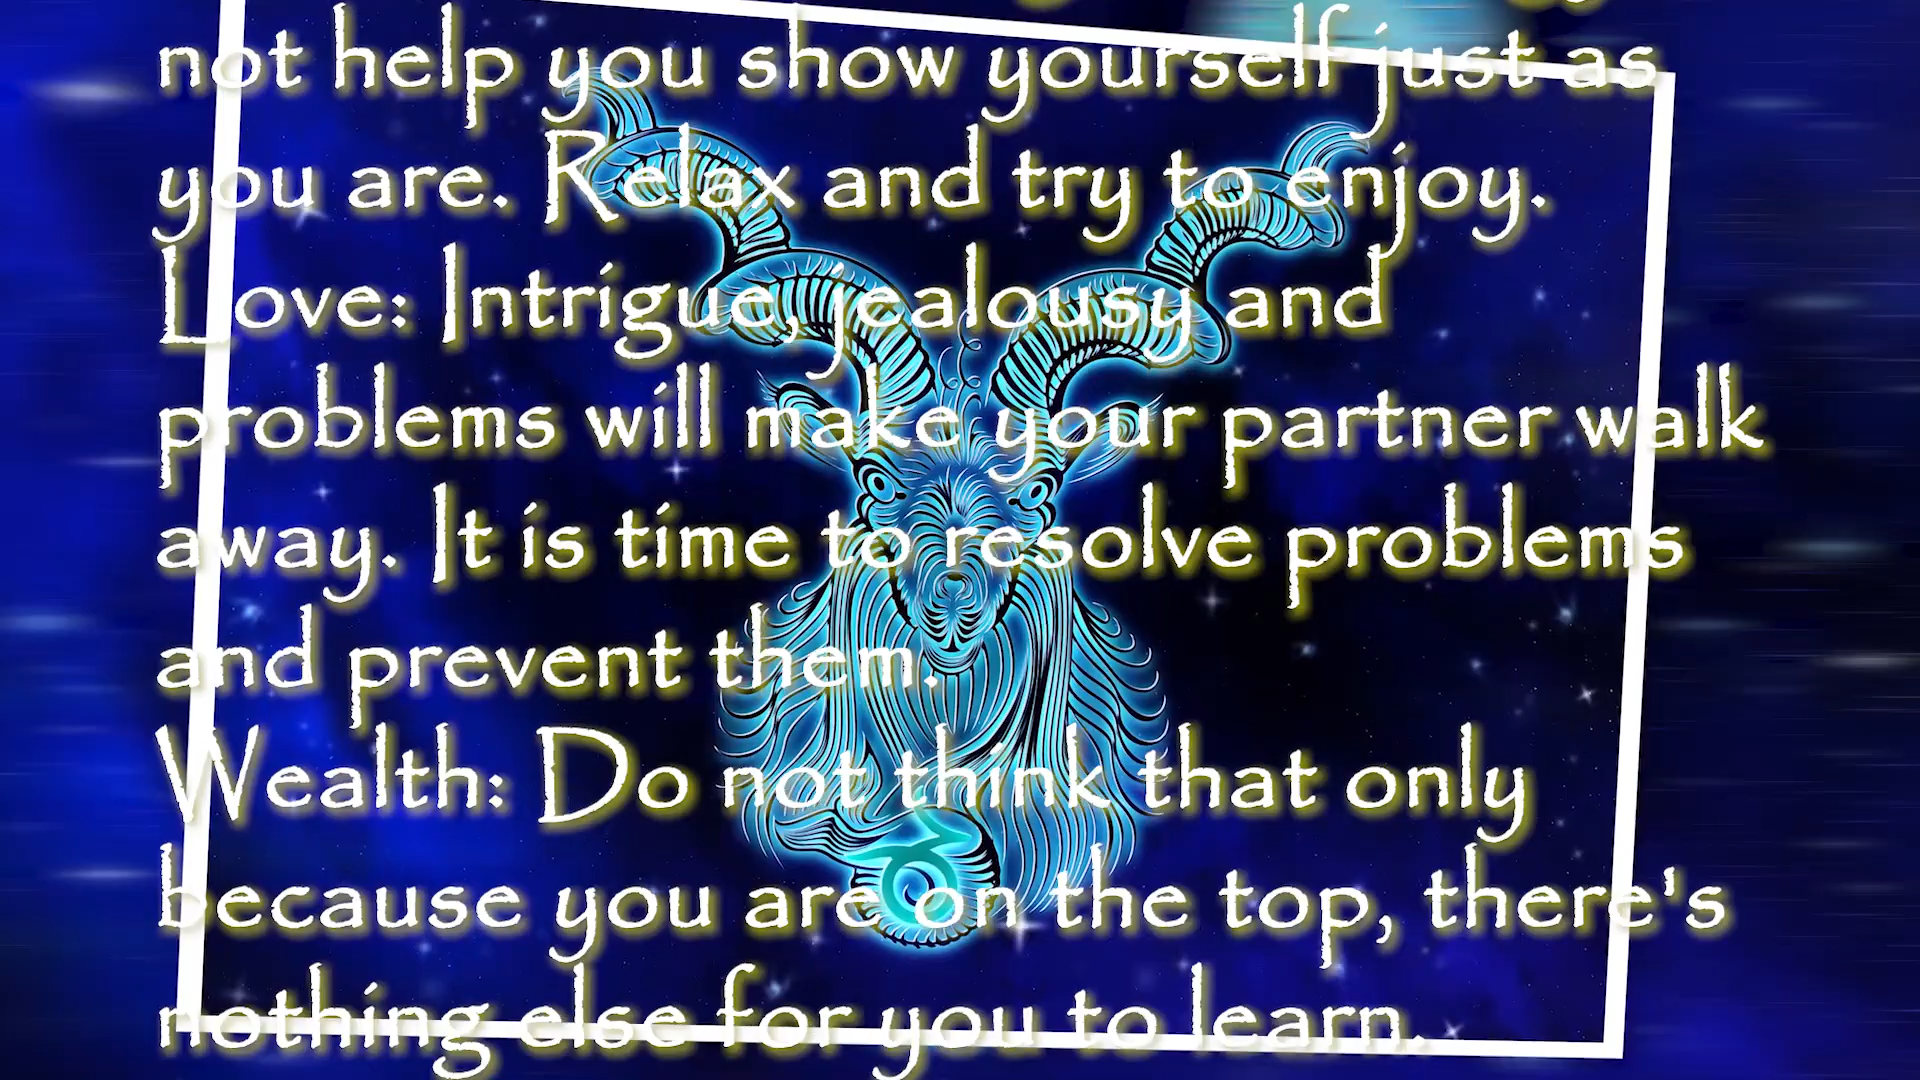 not help you show yourself just as
you are. Relax and try to enjoy.
Love: Intrigue, jealousy and
problems will make your partner walk
away. It is time to resolve problems
and prevent them.
Wealth: Do not think that only
because you are on the top, there's
nothing else for you to learn.